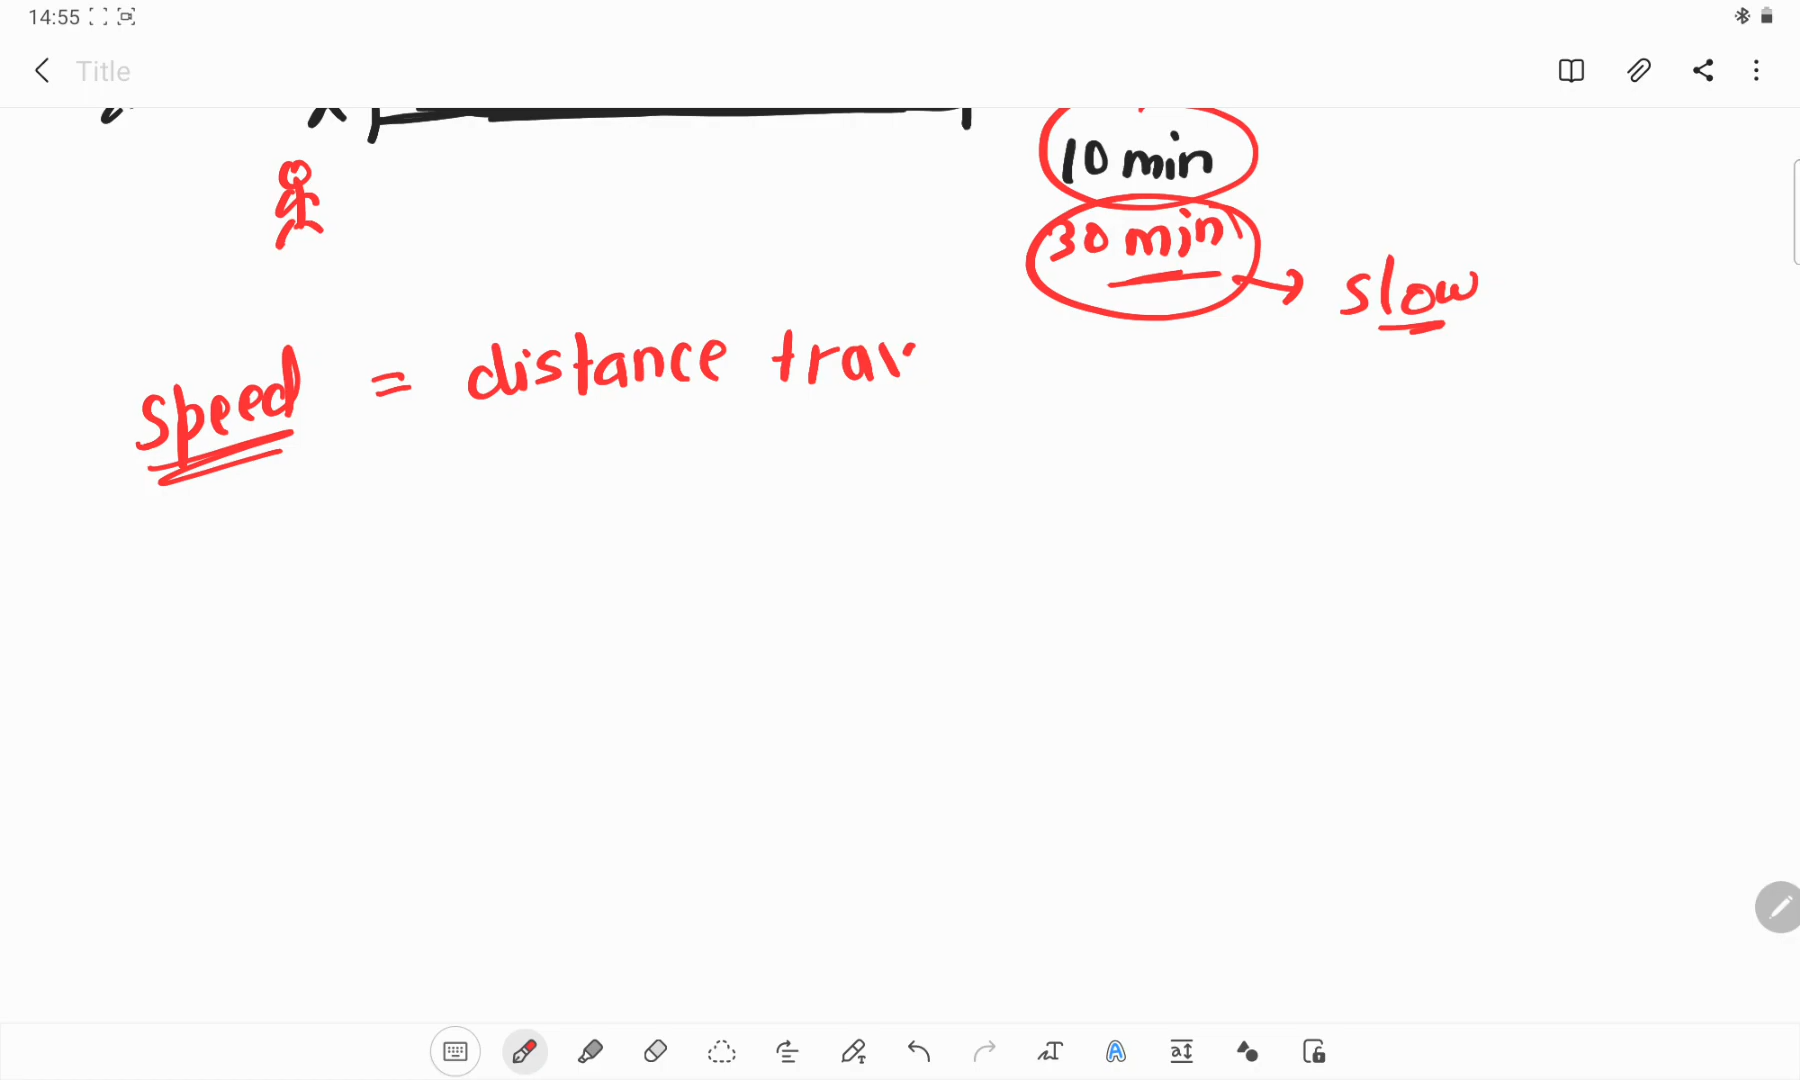 14:55
Title
10 min
30 min → slow
speed = distance trav